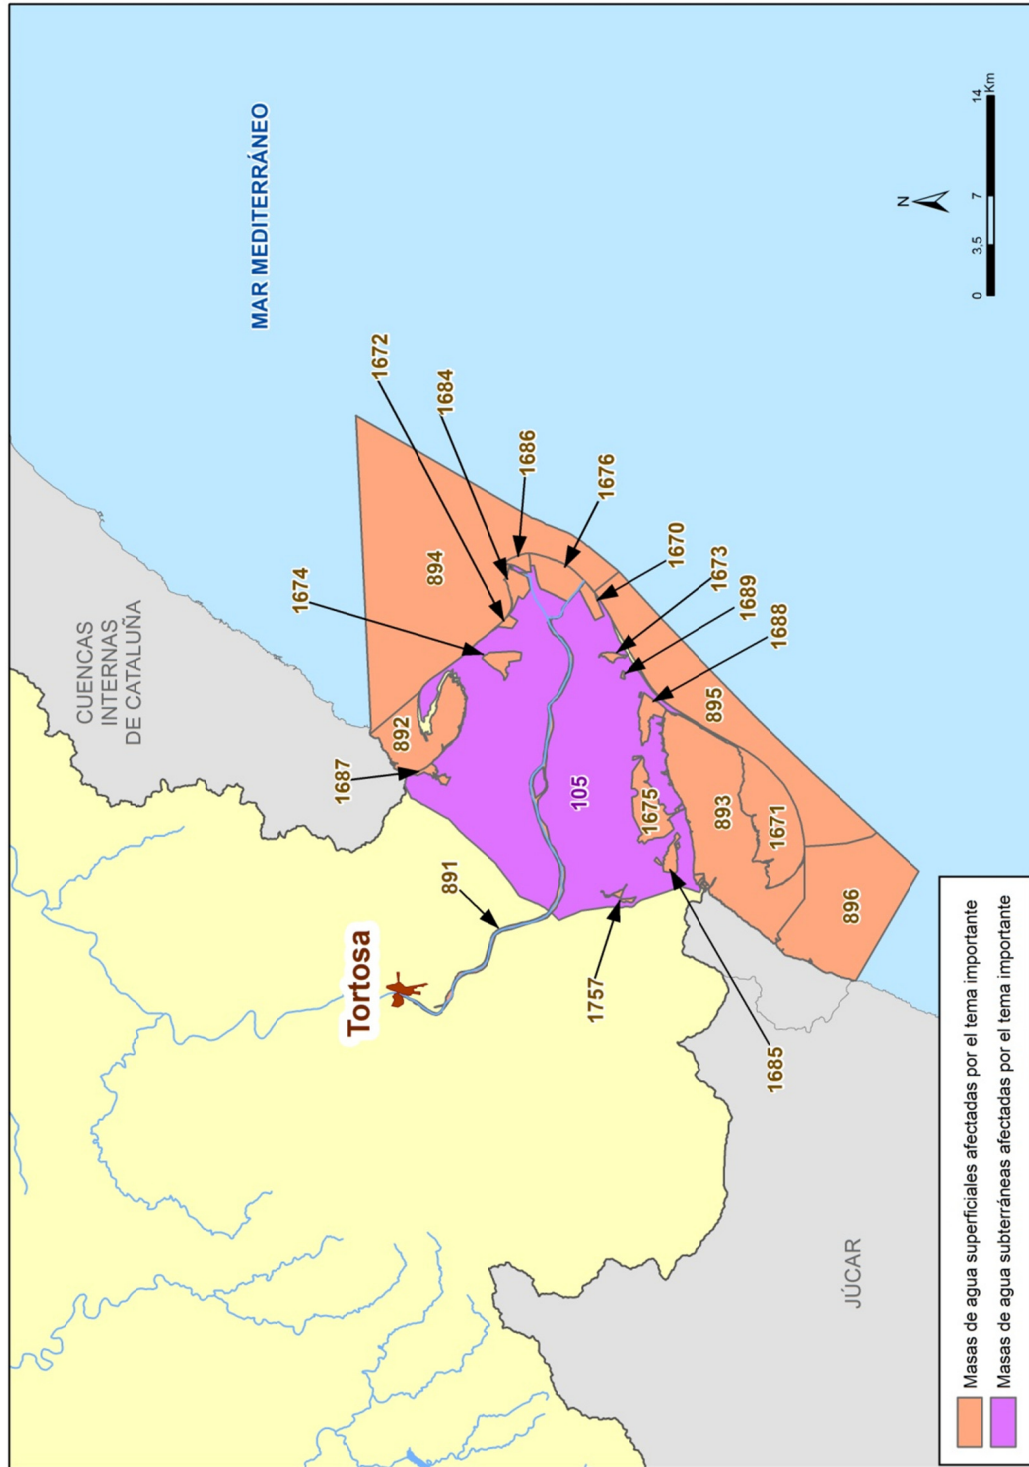 MAR MEDITERRÁNEO
CUENCAS
INTERNAS
DE CATALUÑA
Tortosa
JÚCAR
1672
1684
1686
1676
1670
1673
1689
1688
1674
894
892
1687
895
105
1675
893
1671
896
891
1757
1685
N
0
3,5
7
14
Km
Masas de agua superficiales afectadas por el tema importante
Masas de agua subterráneas afectadas por el tema importante